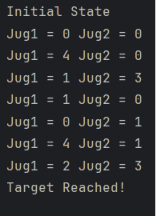 Initial State
Jug1 = 0 Jug2 = 0
Jug1 = 4 Jug2 = 0
Jug1 = 1 Jug2 = 3
Jug1 = 1 Jug2 = 0
Jug1 = 0 Jug2 = 1
Jug1 = 4 Jug2 = 1
Jug1 = 2 Jug2 = 3
Target Reached!